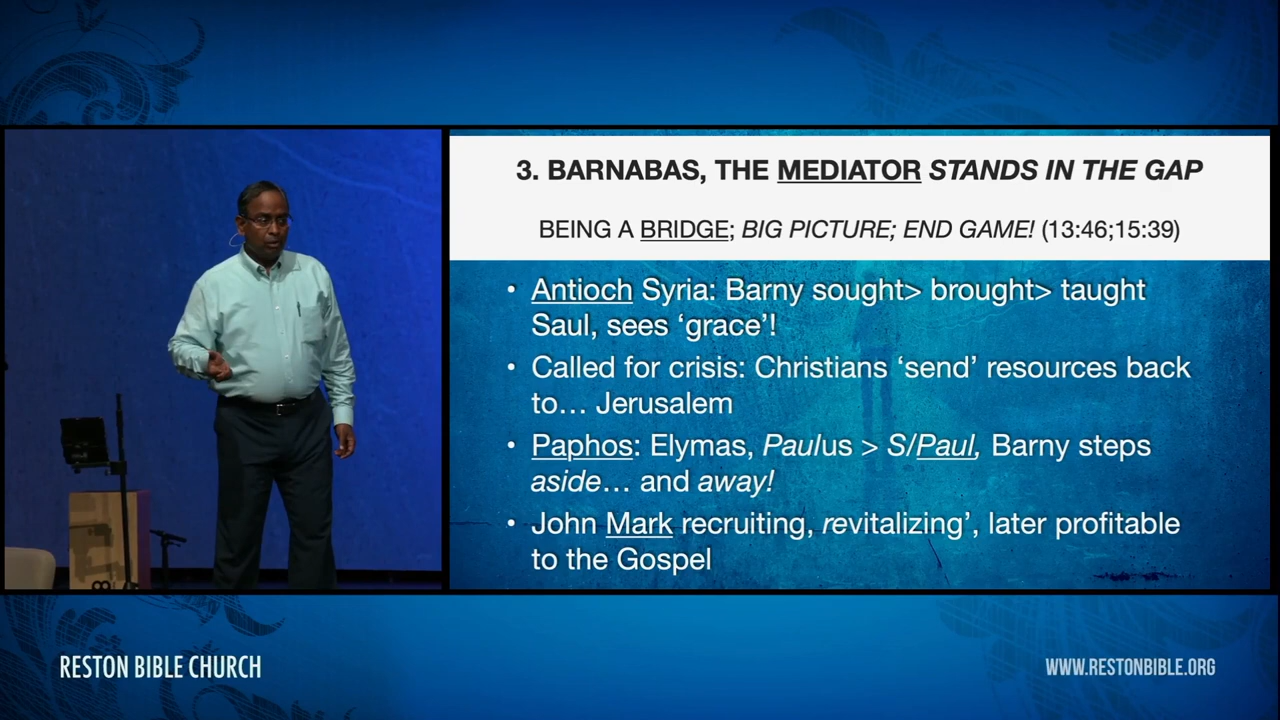 3. BARNABAS, THE MEDIATOR STANDS IN THE GAP
BEING A BRIDGE; BIG PICTURE; END GAME! (13:46;15:39)
• Antioch Syria: Barny sought> brought> taught
Saul, sees ‘grace’!
• Called for crisis: Christians ‘send’ resources back
to… Jerusalem
• Paphos: Elymas, Paulus > S/Paul, Barny steps
aside… and away!
• John Mark recruiting, revitalizing’, later profitable
to the Gospel
RESTON BIBLE CHURCH
WWW.RESTONBIBLE.ORG